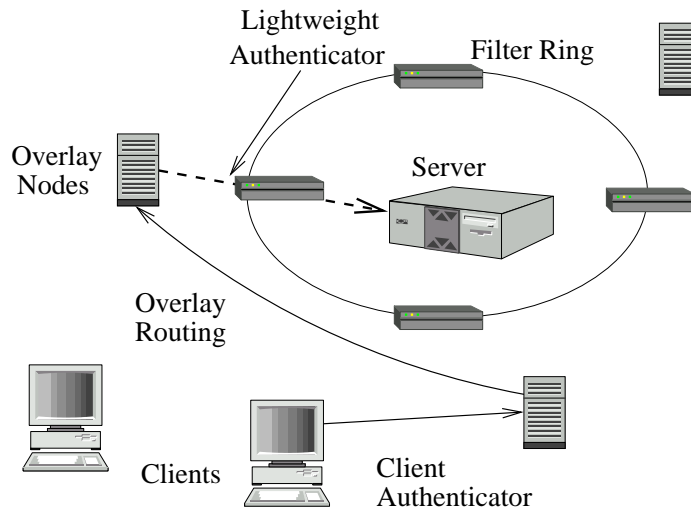 Lightweight
Authenticator
Filter Ring
Overlay
Nodes
Server
Overlay
Routing
Clients
Client
Authenticator